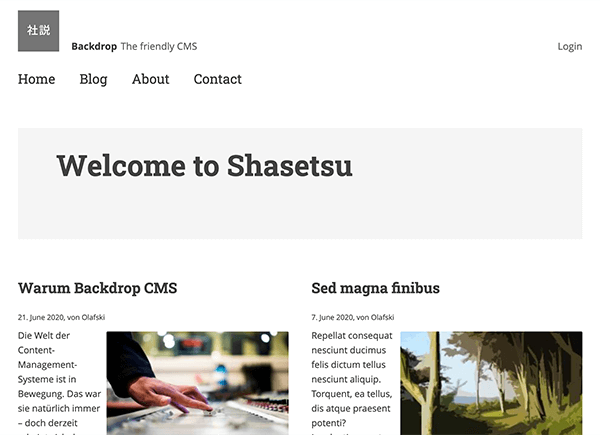 社説
Backdrop The friendly CMS
Login
Home Blog About Contact
Welcome to Shasetsu
Warum Backdrop CMS
21. June 2020, von Olafski
Die Welt der
Content-
Management-
Systeme ist in
Bewegung. Das war
sie natürlich immer
– doch derzeit
Sed magna finibus
7. June 2020, von Olafski
Repellat consequat
nesciunt ducimus
felis dictum tellus
nesciunt aliquip.
Torquent, ea tellus,
dis atque praesent
potenti?